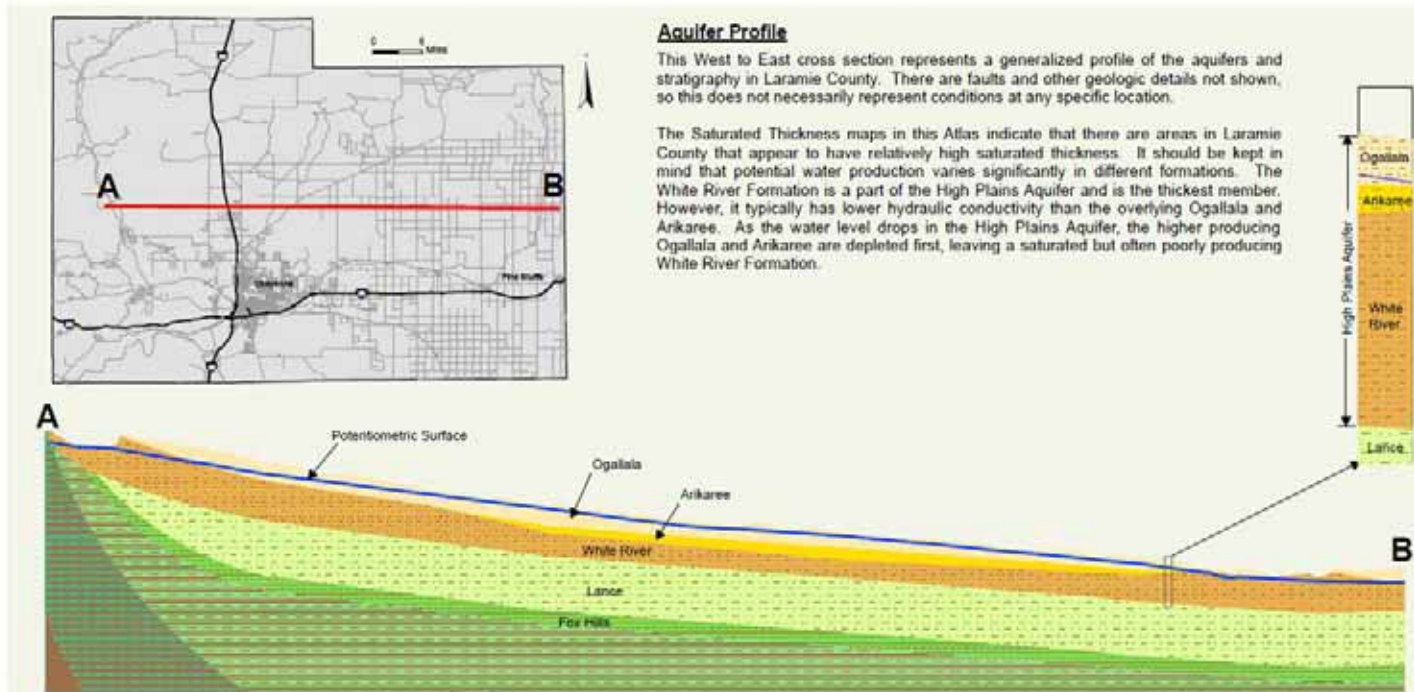 0 6
Miles
A
B
Pine Bluffs
Cheyenne
Aquifer Profile
This West to East cross section represents a generalized profile of the aquifers and
stratigraphy in Laramie County. There are faults and other geologic details not shown,
so this does not necessarily represent conditions at any specific location.
The Saturated Thickness maps in this Atlas indicate that there are areas in Laramie
County that appear to have relatively high saturated thickness. It should be kept in
mind that potential water production varies significantly in different formations. The
White River Formation is a part of the High Plains Aquifer and is the thickest member.
However, it typically has lower hydraulic conductivity than the overlying Ogallala and
Arikaree. As the water level drops in the High Plains Aquifer, the higher producing
Ogallala and Arikaree are depleted first, leaving a saturated but often poorly producing
White River Formation.
Ogallala
Arikaree
High Plains Aquifer
White
River
Lance
A
Potentiometric Surface
Ogallala
Arikaree
White River
Lance
Fox Hills
B